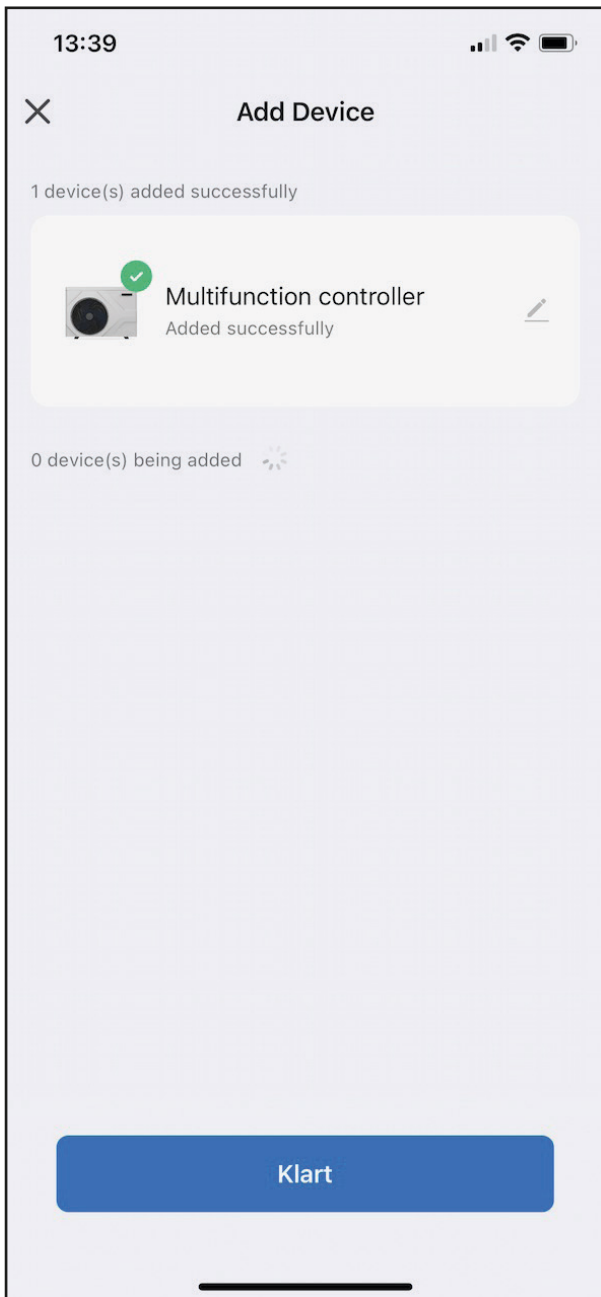 13:39
Add Device
1 device(s) added successfully
Multifunction controller
Added successfully
0 device(s) being added
Klart